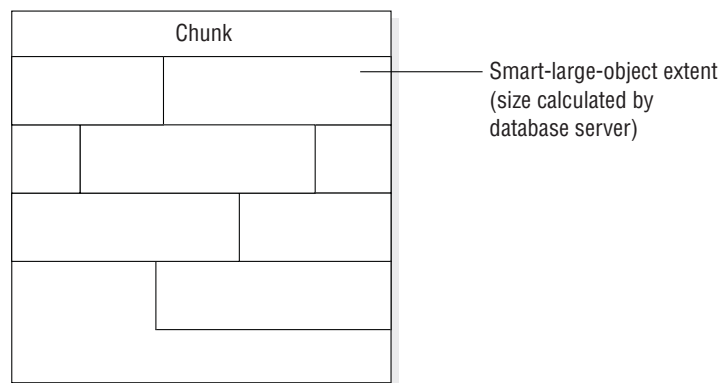 Chunk
Smart-large-object extent
(size calculated by
database server)